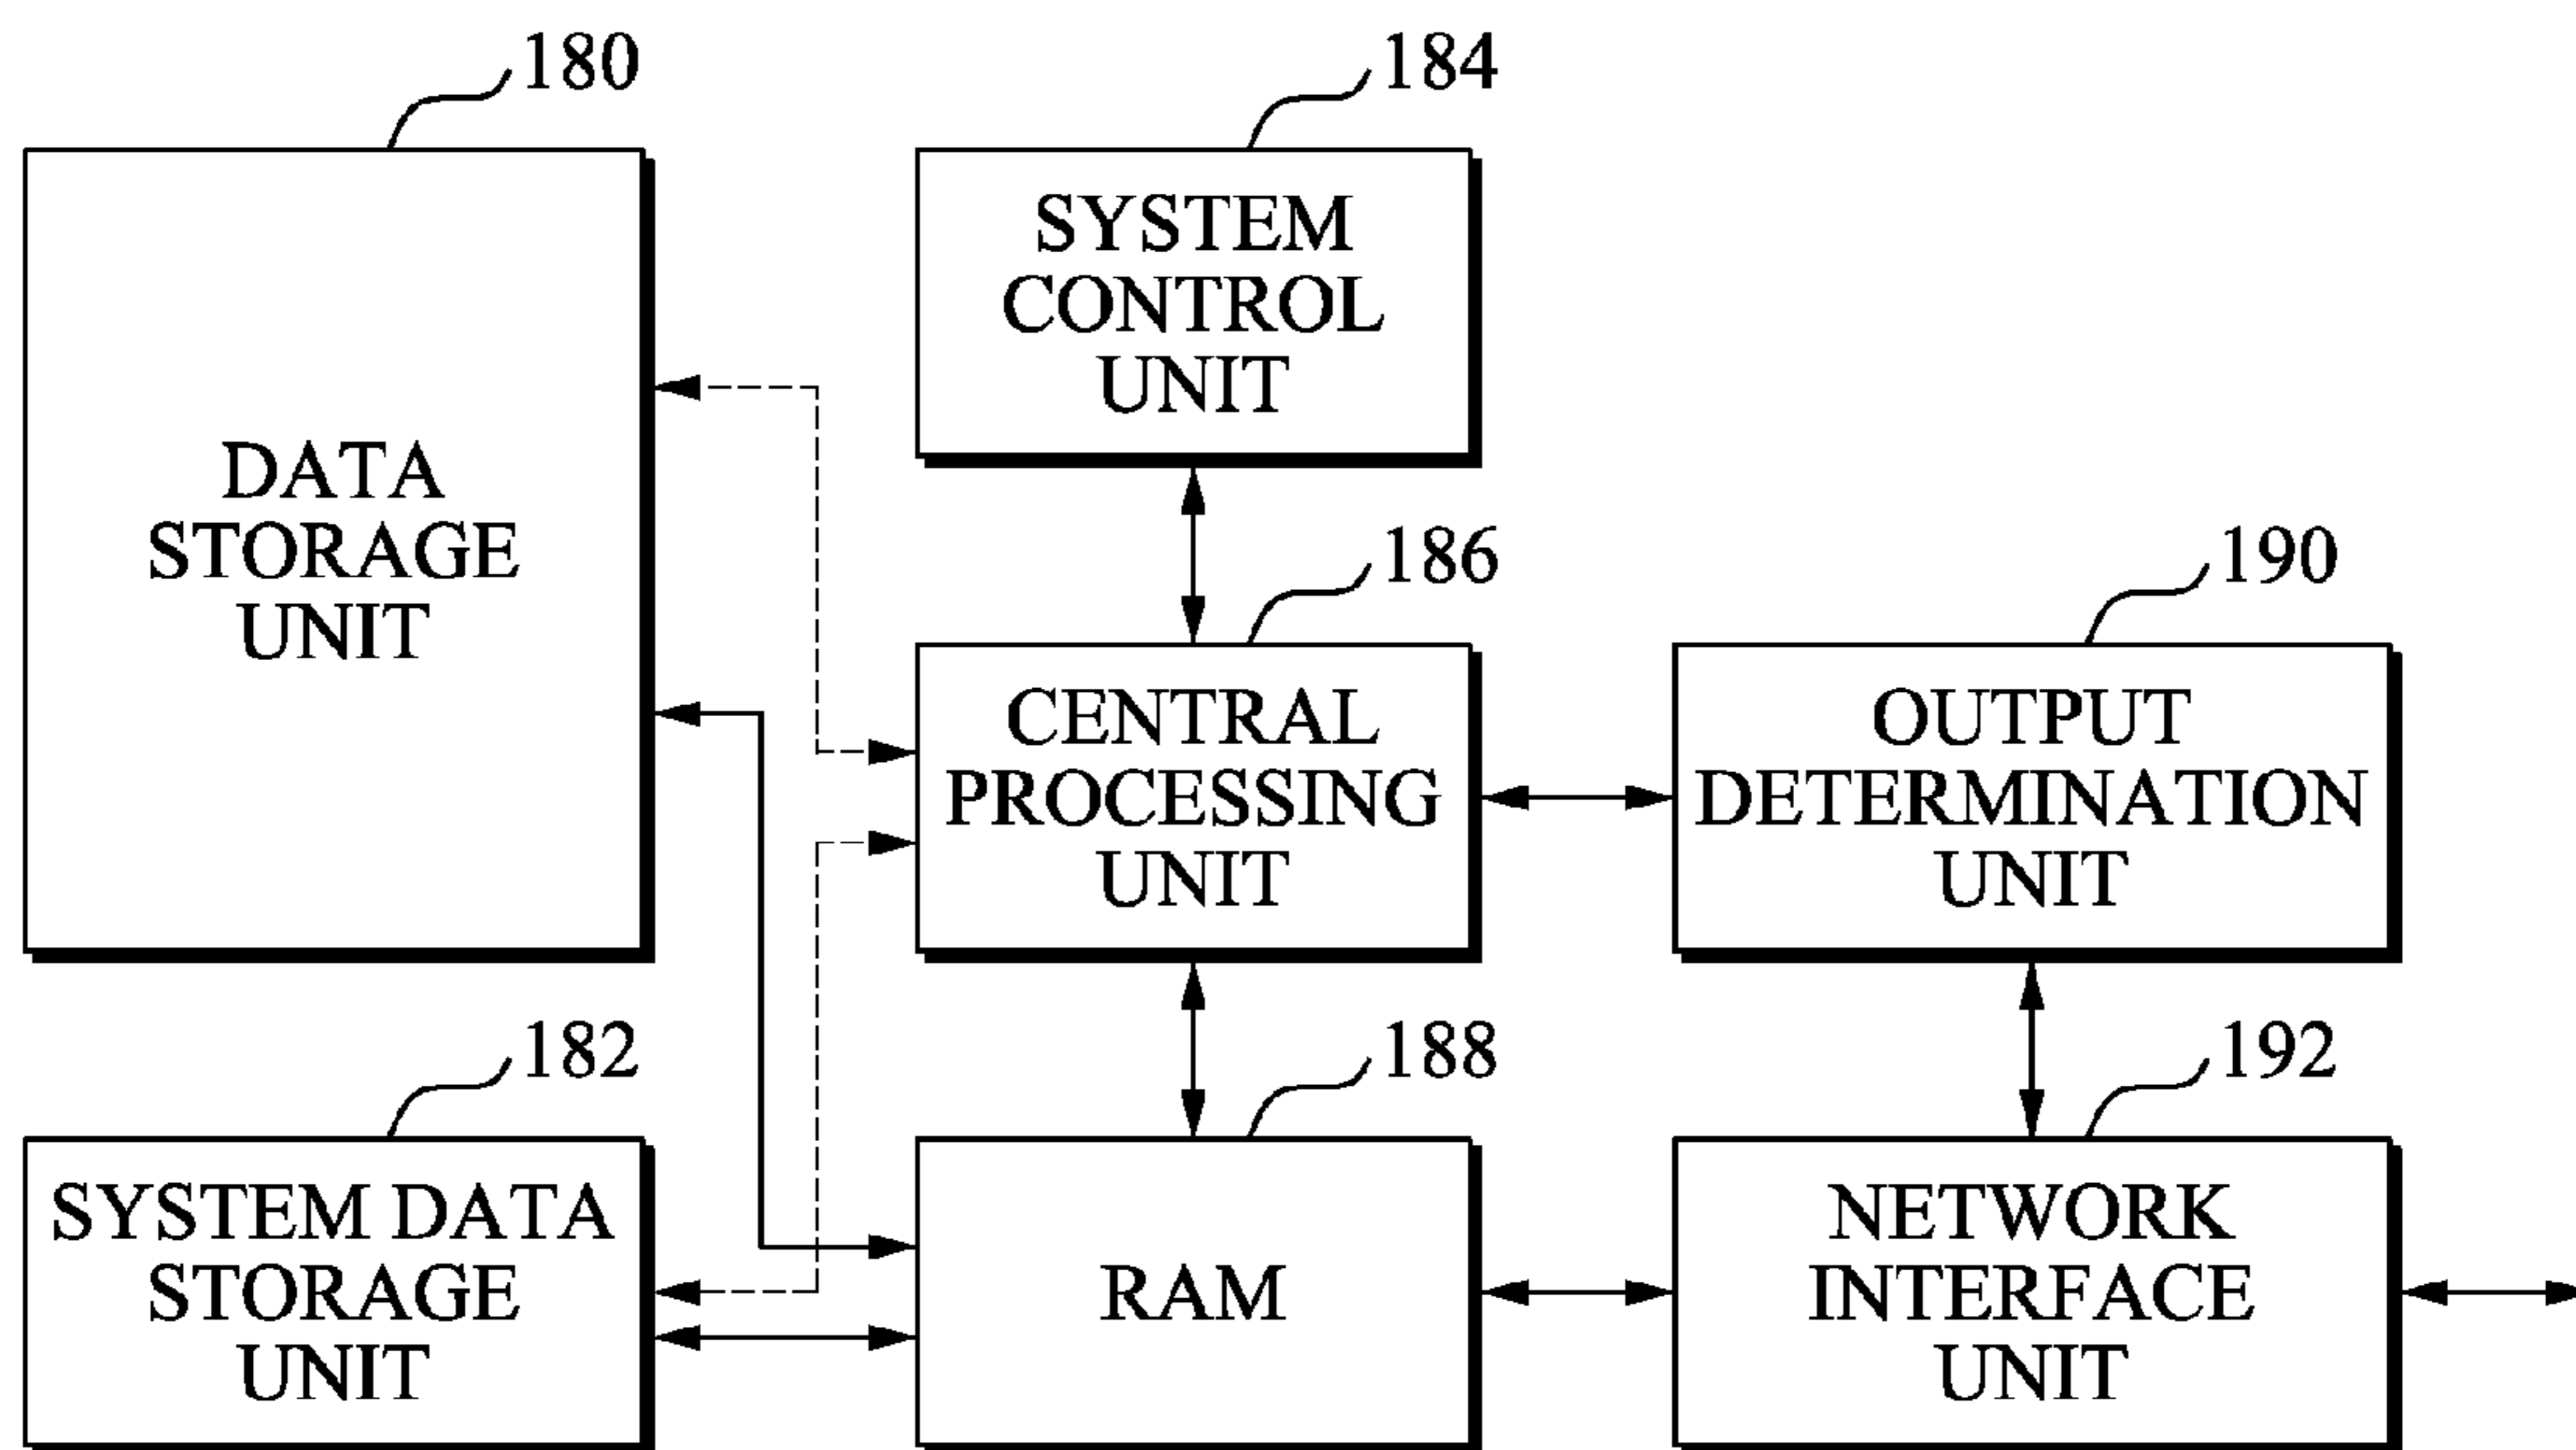 180
184
DATA
STORAGE
UNIT
SYSTEM
CONTROL
UNIT
186
190
CENTRAL
PROCESSING
UNIT
OUTPUT
DETERMINATION
UNIT
182
188
192
SYSTEM DATA
STORAGE
UNIT
RAM
NETWORK
INTERFACE
UNIT